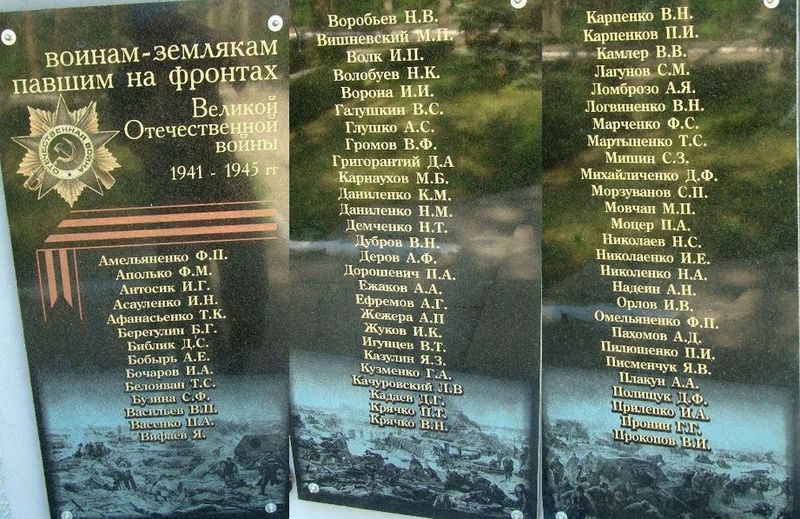 воинам-землякам
павшим на фронтах
Великой
Отечественной
войны
1941 - 1945 гг
ОТЕЧЕСТВЕННАЯ ВОЙНА
Амельяненко Ф.П.
Аполько Ф.М.
Антосик И.Г.
Асауленко И.Н.
Афанасьенко Т.К.
Берегулин Б.Г.
Библик Д.С.
Бобырь А.Е.
Бочаров И.А.
Белоиван Т.С.
Бузина С.Ф.
Васильев В.П.
Васенко П.А.
Вифаев Я.
Воробьев Н.В.
Вишневский М.П.
Волк И.П.
Волобуев Н.К.
Ворона И.И.
Галушкин В.С.
Глушко А.С.
Громов В.Ф.
Григорантий Д.А
Карнаухов М.Б.
Даниленко К.М.
Даниленко Н.М.
Демченко Н.Т.
Дубров В.Н.
Деров А.Ф.
Дорошевич П.А.
Ежаков А.А.
Ефремов А.Г.
Жежера А.П
Жуков И.К.
Игунцев В.Т.
Казулин Я.З.
Кузменко Г.А.
Качуровский Л.В
Кадаев Д.Г.
Крячко П.Т.
Крячко В.Н.
Карпенко В.Н.
Карпенков П.И.
Камлер В.В.
Лагунов С.М.
Ломброзо А.Я.
Логвиненко В.Н.
Марченко Ф.С.
Мартыненко Т.С.
Мишин С.З.
Михайличенко Д.Ф.
Морзуванов С.П.
Мовчан М.П.
Моцер П.А.
Николаев Н.С.
Николаенко И.Е.
Николенко Н.А.
Надеин А.Н.
Орлов И.В.
Омельяненко Ф.П.
Пахомов А.Д.
Пилюшенко П.И.
Писменчук Я.В.
Плакун А.А.
Полищук Д.Ф.
Прилепко И.А.
Пронин Г.Г.
Прокопов В.И.